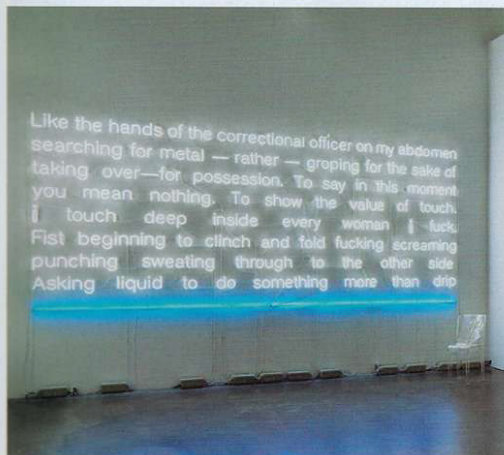 Like the hands of the correctional officer on my abdomen
searching for metal — rather — groping for the sake of
taking over—for possession. To say in this moment
you mean nothing. To show the value of touch.
I touch deep inside every woman I fuck.
Fist beginning to clinch and fold fucking screaming
punching sweating through to the other side
Asking liquid to do something more than drip